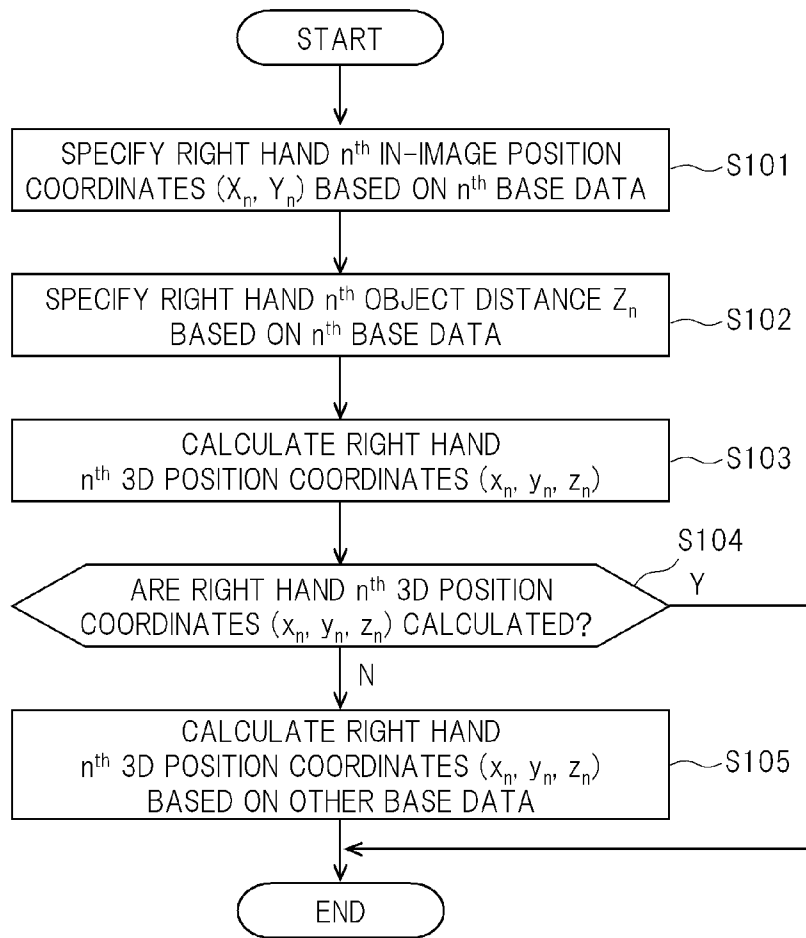 START
SPECIFY RIGHT HAND nᵗʰ IN-IMAGE POSITION
COORDINATES (Xₙ, Yₙ) BASED ON nᵗʰ BASE DATA
S101
SPECIFY RIGHT HAND nᵗʰ OBJECT DISTANCE Zₙ
BASED ON nᵗʰ BASE DATA
S102
CALCULATE RIGHT HAND
nᵗʰ 3D POSITION COORDINATES (xₙ, yₙ, zₙ)
S103
S104
ARE RIGHT HAND nᵗʰ 3D POSITION
COORDINATES (xₙ, yₙ, zₙ) CALCULATED?
Y
N
CALCULATE RIGHT HAND
nᵗʰ 3D POSITION COORDINATES (xₙ, yₙ, zₙ)
BASED ON OTHER BASE DATA
S105
END